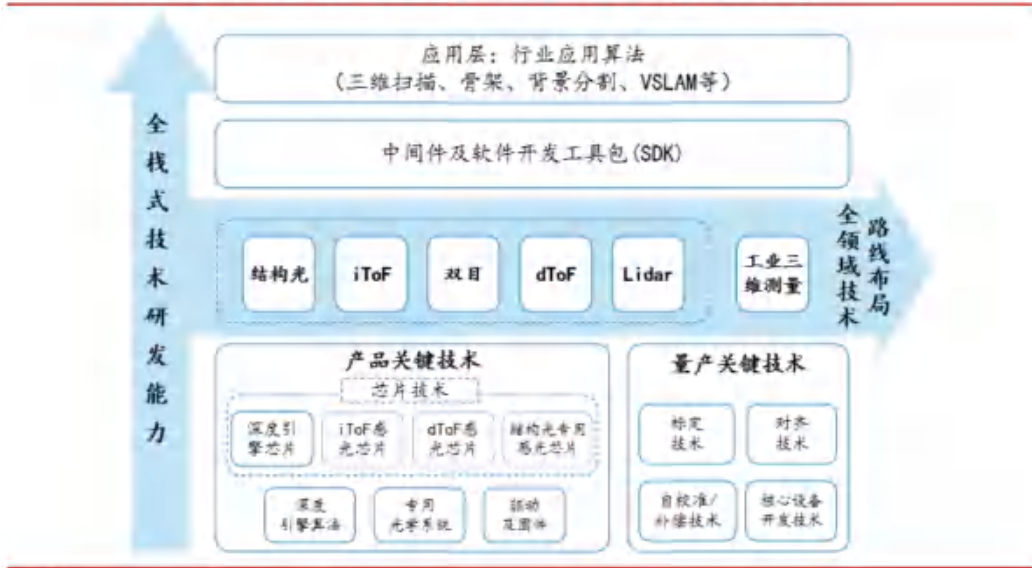 应用层：行业应用算法
（三维扫描、骨架、背景分割、VSLAM等）
中间件及软件开发工具包(SDK)
全栈式技术研发能力
结构光
iToF
双目
dToF
Lidar
工业三
维测量
全领域技术
路线布局
产品关键技术
芯片技术
深度引
擎芯片
iToF感
光芯片
dToF感
光芯片
结构光专用
感光芯片
深度
引擎算法
专用
光学系统
驱动
及固件
量产关键技术
标定
技术
对齐
技术
自校准/
补偿技术
核心设备
开发技术